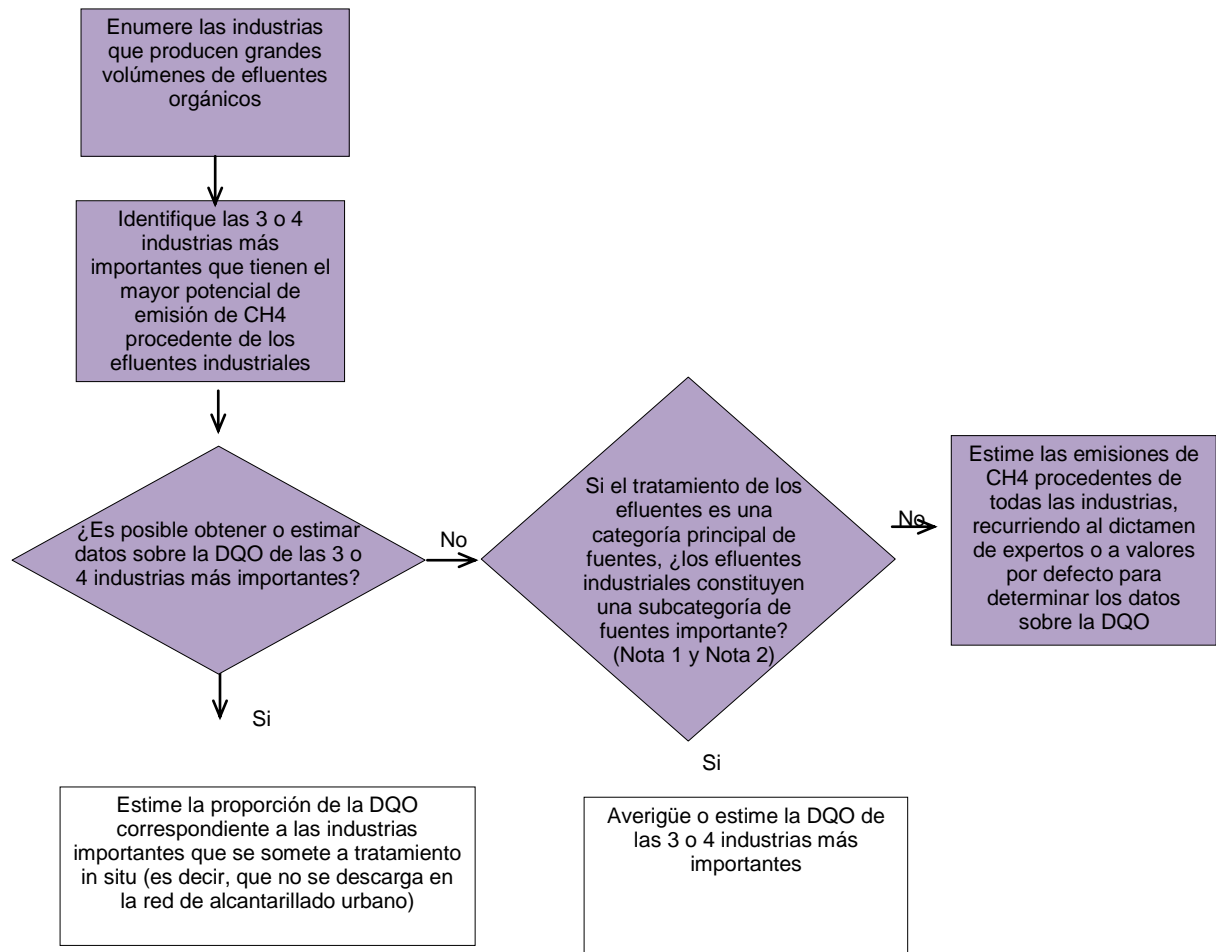 Enumere las industrias
que producen grandes
volúmenes de efluentes
orgánicos
Identifique las 3 o 4
industrias más
importantes que tienen el
mayor potencial de
emisión de CH4
procedente de los
efluentes industriales
¿Es posible obtener o estimar
datos sobre la DQO de las 3 o
4 industrias más importantes?
No
Si el tratamiento de los
efluentes es una
categoría principal de
fuentes, ¿los efluentes
industriales constituyen
una subcategoría de
fuentes importante?
(Nota 1 y Nota 2)
No
Estime las emisiones de
CH4 procedentes de
todas las industrias,
recurriendo al dictamen
de expertos o a valores
por defecto para
determinar los datos
sobre la DQO
Si
Si
Estime la proporción de la DQO
correspondiente a las industrias
importantes que se somete a tratamiento
in situ (es decir, que no se descarga en
la red de alcantarillado urbano)
Averigüe o estime la DQO de
las 3 o 4 industrias más
importantes